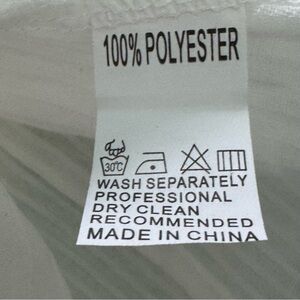 100% POLYESTER
30°C
WASH SEPARATELY
PROFESSIONAL
DRY CLEAN
RECOMMENDED
MADE IN CHINA